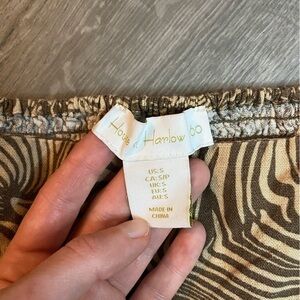 House of Harlow 1960
US:S
CA:S/P
UK:S
EU:S
AU:S
MADE IN
CHINA